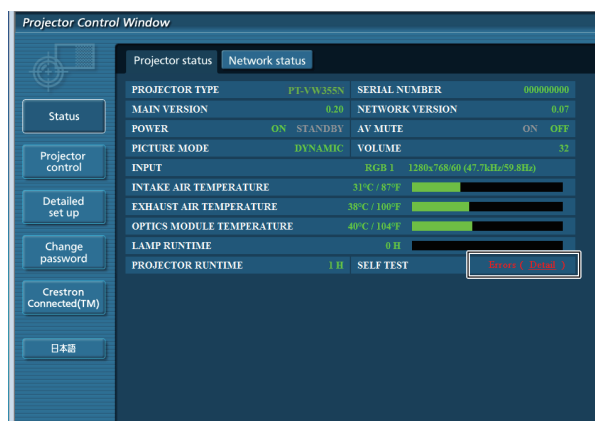 Projector Control Window
Projector status Network status
PROJECTOR TYPE PT-VW355N SERIAL NUMBER 000000000
MAIN VERSION 0.20 NETWORK VERSION 0.07
POWER ON STANDBY AV MUTE ON OFF
PICTURE MODE DYNAMIC VOLUME 32
INPUT RGB 1 1280x768/60 (47.7kHz/59.8Hz)
INTAKE AIR TEMPERATURE 31°C / 87°F
EXHAUST AIR TEMPERATURE 38°C / 100°F
OPTICS MODULE TEMPERATURE 40°C / 104°F
LAMP RUNTIME 0 H
PROJECTOR RUNTIME 1 H SELF TEST Errors (
Status
Projector
control
Detailed
set up
Change
password
Crestron
Connected(TM)
日本語